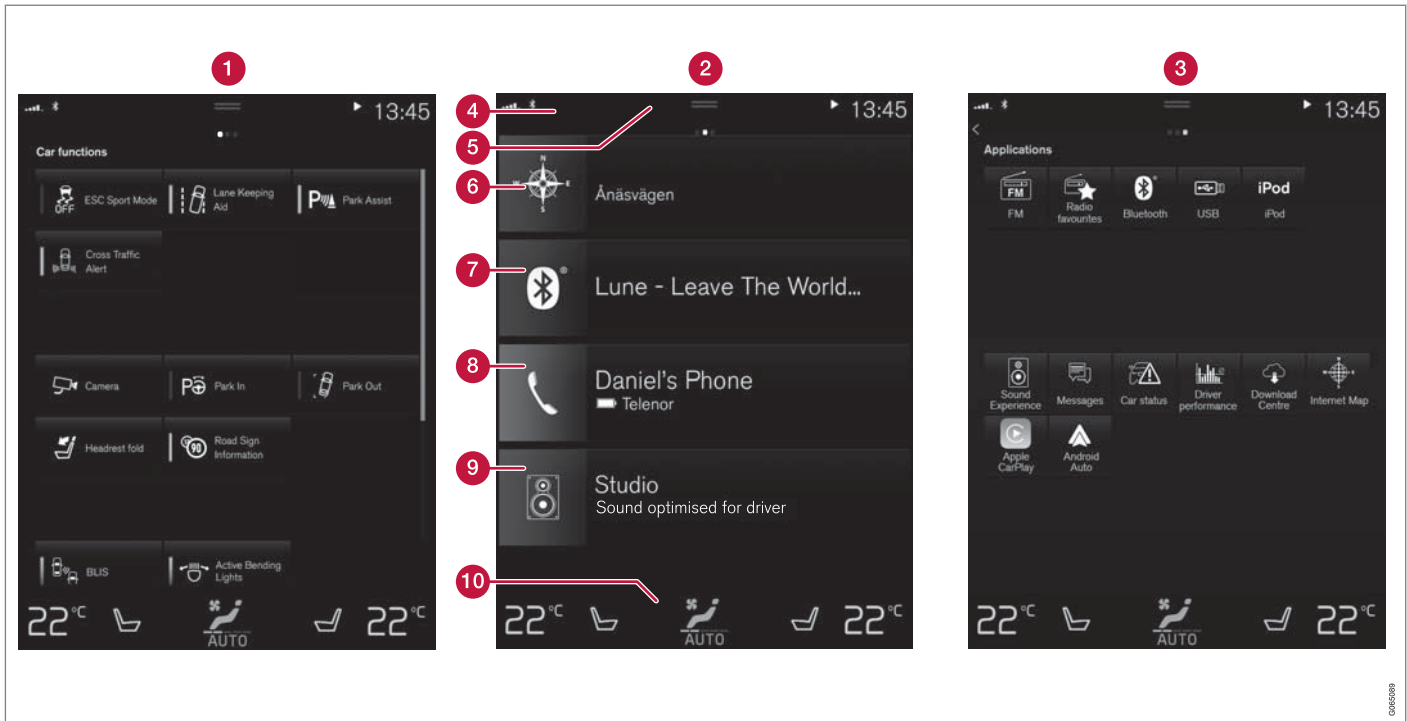 1
2
3
13:45
Car functions
OFF
ESC Sport Mode
Lane Keeping
Aid
P
Park Assist
Cross Traffic
Alert
Camera
P
Park In
Park Out
Headrest fold
90
Road Sign
Information
BLIS
Active Bending
Lights
22°C
AUTO
22°C
4
5
6
7
8
9
10
13:45
N
W
E
S
Ånäsvägen
®
Lune - Leave The World...
Daniel's Phone
Telenor
Studio
Sound optimised for driver
22°C
AUTO
22°C
13:45
<
Applications
FM
FM
Radio
favourites
Bluetooth
USB
iPod
iPod
Sound
Experience
Messages
Car status
Driver
performance
Download
Centre
Internet Map
Apple
CarPlay
Android
Auto
22°C
AUTO
22°C
G065089